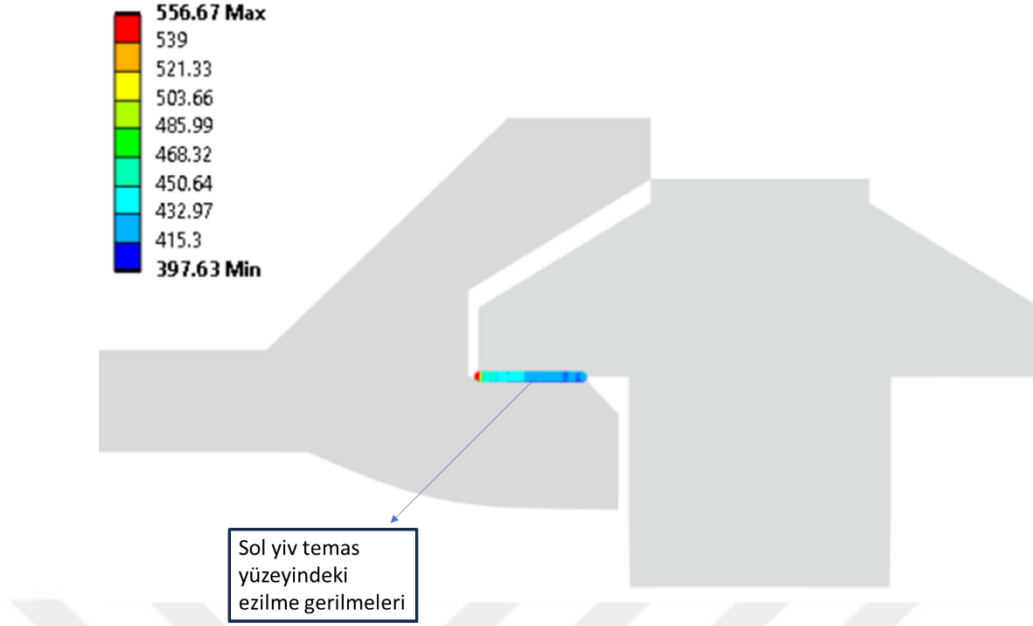 556.67 Max
539
521.33
503.66
485.99
468.32
450.64
432.97
415.3
397.63 Min
Sol yiv temas
yüzeyindeki
ezilme gerilmeleri